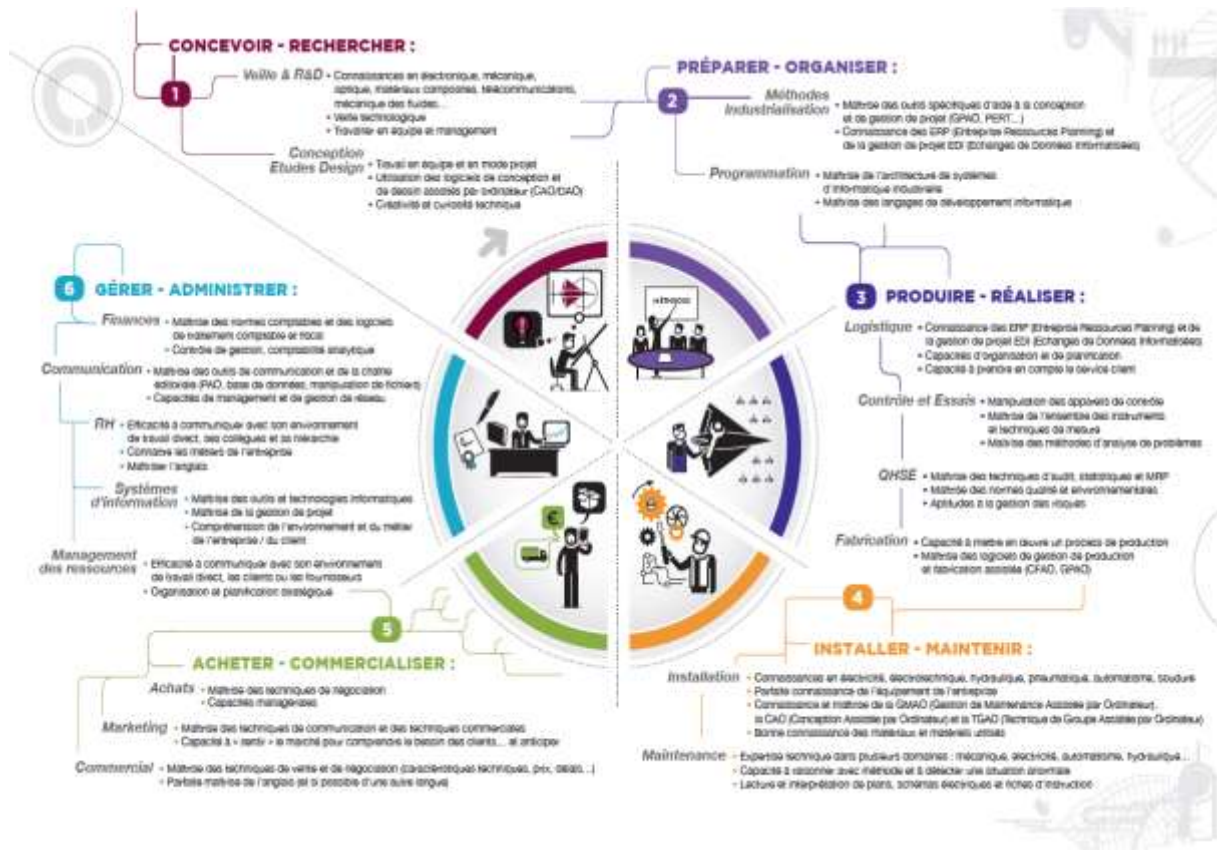 1
CONCEVOIR - RECHERCHER :
Veille & R&D
• Connaissances en électronique, mécanique,
optique, matériaux composites, télécommunications,
mécanique des fluides...
• Veille technologique
• Travailler en équipe et management
Conception
Etudes Design
• Travail en équipe et en mode projet
• Utilisation des logiciels de conception et
de dessin assistés par ordinateur (CAO/DAO)
• Créativité et curiosité technique
2
PRÉPARER - ORGANISER :
Méthodes
Industrialisation
• Maîtrise des outils spécifiques d'aide à la conception
et de gestion de projet (GPAO, PERT...)
• Connaissance des ERP (Entreprise Ressources Planning) et
de la gestion de projet EDI (Echanges de Données Informatisées)
Programmation
• Maîtrise de l'architecture de systèmes
d'informatique industrielle
• Maîtrise des langages de développement informatique
3
PRODUIRE - RÉALISER :
Logistique
• Connaissance des ERP (Entreprise Ressources Planning) et de
la gestion de projet EDI (Echanges de Données Informatisées)
• Capacités d'organisation et de planification
• Capacité à prendre en compte le service client
Contrôle et Essais
• Manipulation des appareils de contrôle
• Maîtrise de l'ensemble des instruments
et techniques de mesure
• Maîtrise des méthodes d'analyse de problèmes
QHSE
• Maîtrise des techniques d'audit, statistiques et MRP
• Maîtrise des normes qualité et environnementales
• Aptitudes à la gestion des risques
Fabrication
• Capacité à mettre en œuvre un process de production
• Maîtrise des logiciels de gestion de production
et fabrication assistée (CFAO, GPAO)
4
INSTALLER - MAINTENIR :
Installation
• Connaissances en électricité, électrotechnique, hydraulique, pneumatique, automatisme, soudure
• Parfaite connaissance de l'équipement de l'entreprise
• Connaissance et maîtrise de la GMAO (Gestion de Maintenance Assistée par Ordinateur),
la CAO (Conception Assistée par Ordinateur) et la TGAO (Technique de Groupe Assistée par Ordinateur)
• Bonne connaissance des matériaux et matériels utilisés
Maintenance
• Expertise technique dans plusieurs domaines : mécanique, électricité, automatisme, hydraulique...
• Capacité à raisonner avec méthode et à détecter une situation anormale
• Lecture et interprétation de plans, schémas électriques et fiches d'instruction
5
ACHETER - COMMERCIALISER :
Achats
• Maîtrise des techniques de négociation
• Capacités managériales
Marketing
• Maîtrise des techniques de communication et des techniques commerciales
• Capacité à « sentir » le marché pour comprendre le besoin des clients... et anticiper
Commercial
• Maîtrise des techniques de vente et de négociation (caractéristiques techniques, prix, délais...)
• Parfaite maîtrise de l'anglais (et si possible d'une autre langue)
6
GÉRER - ADMINISTRER :
Finances
• Maîtrise des normes comptables et des logiciels
de traitement comptable et fiscal
• Contrôle de gestion, comptabilité analytique
Communication
• Maîtrise des outils de communication et de la chaîne
éditoriale (PAO, base de données, manipulation de fichiers)
• Capacités de management et de gestion de réseau
RH
• Efficacité à communiquer avec son environnement
de travail direct, ses collègues et sa hiérarchie
• Connaître les métiers de l'entreprise
• Maîtriser l'anglais
Systèmes
d'information
• Maîtrise des outils et technologies informatiques
• Maîtrise de la gestion de projet
• Compréhension de l'environnement et du métier
de l'entreprise / du client
Management
des ressources
• Efficacité à communiquer avec son environnement
de travail direct, les clients ou les fournisseurs
• Organisation et planification stratégique
MÉTHODES
€